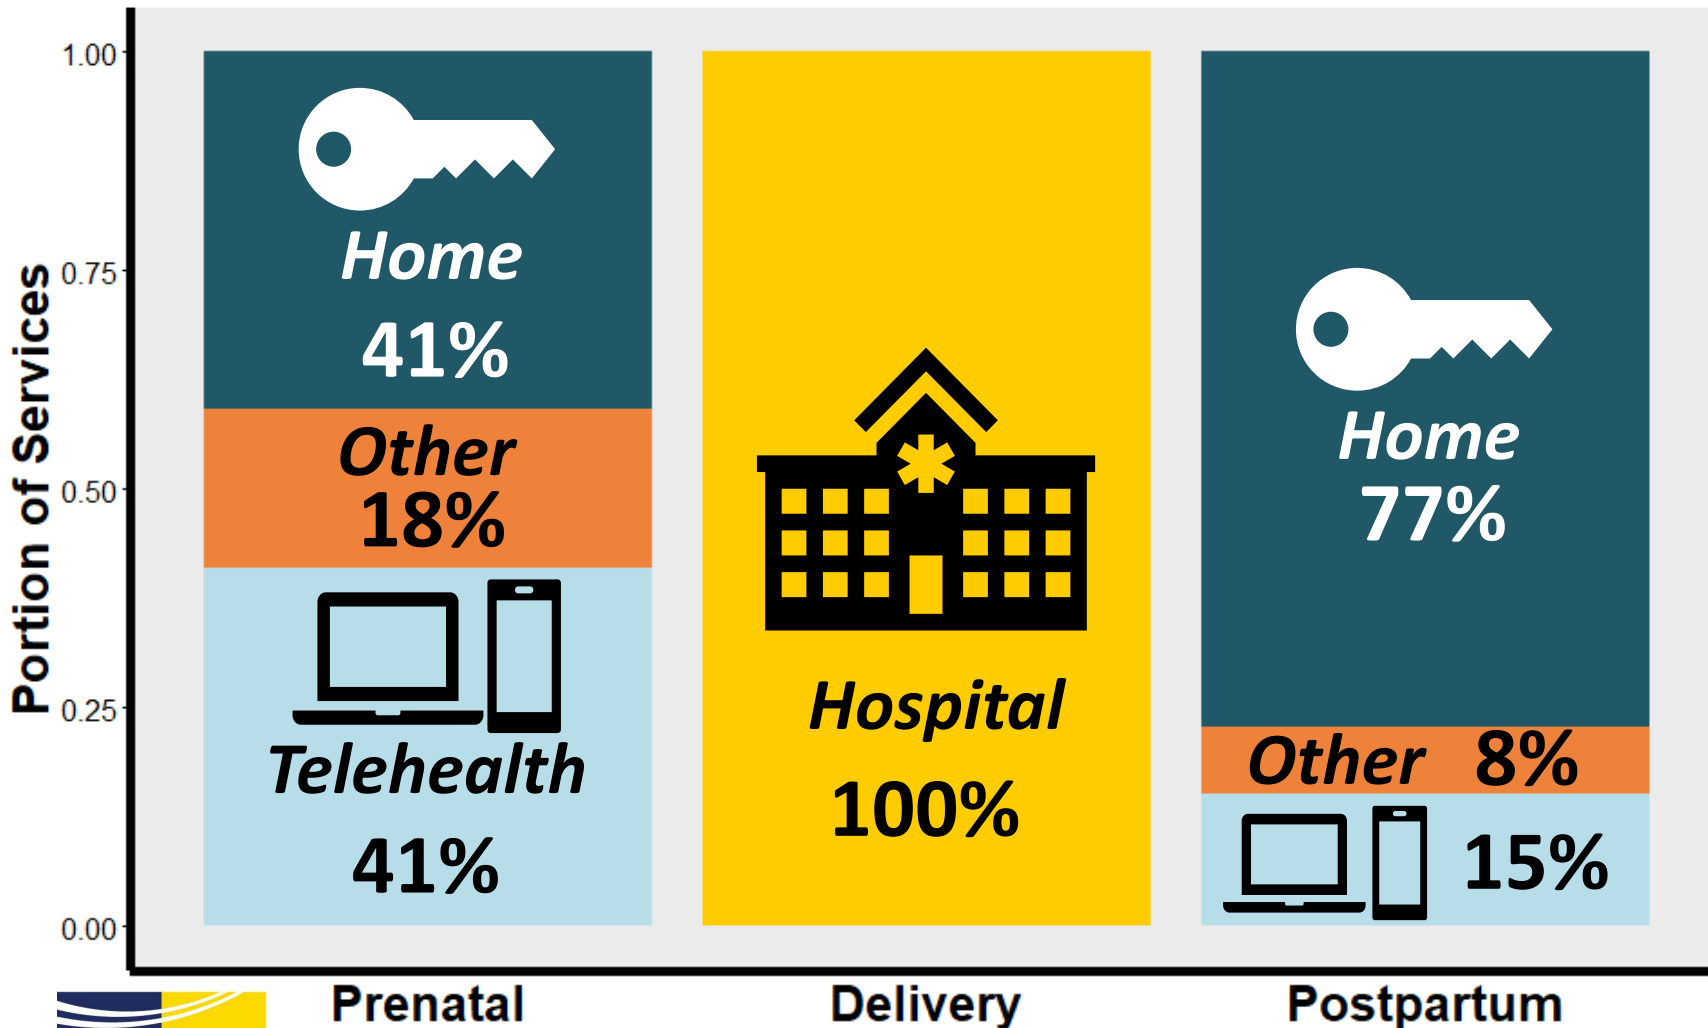 Portion of Services
1.00
0.75
0.50
0.25
0.00
Home
41%
Other
18%
Telehealth
41%
Hospital
100%
Home
77%
Other 8%
15%
Prenatal
Delivery
Postpartum